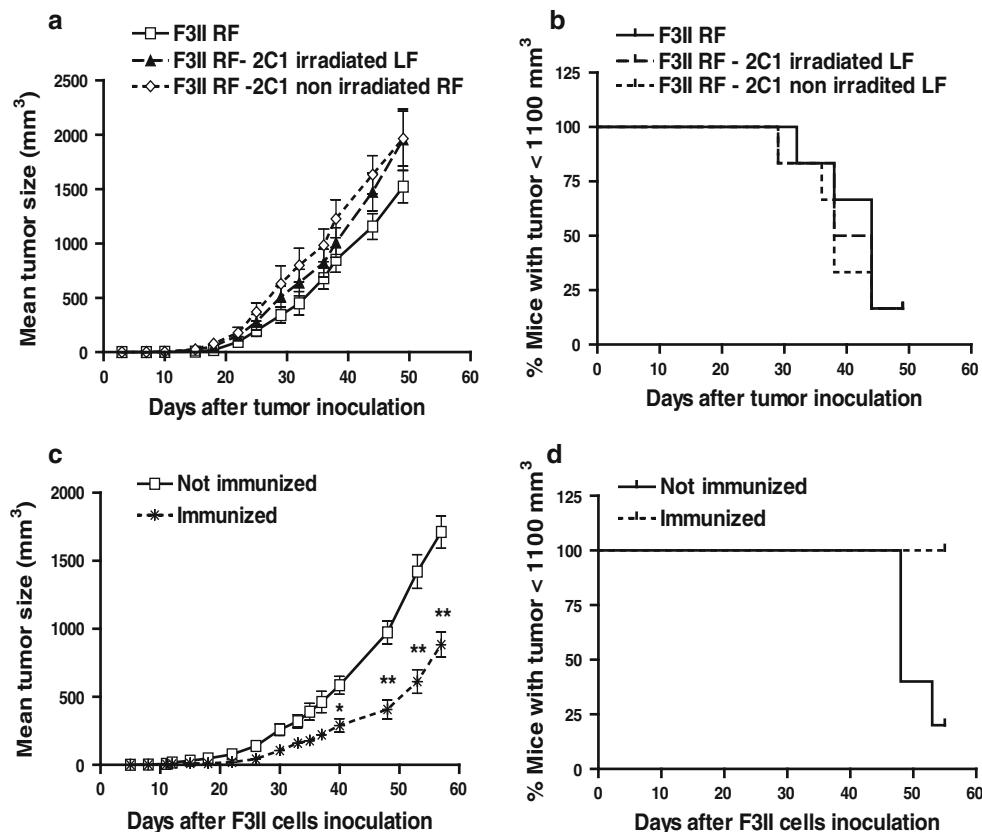 a
F3II RF
F3II RF- 2C1 irradiated LF
F3II RF -2C1 non irradiated RF
Mean tumor size (mm3)
2500
2000
1500
1000
500
0
0 10 20 30 40 50 60
Days after tumor inoculation
b
F3II RF
F3II RF - 2C1 irradiated LF
F3II RF - 2C1 non irradited LF
% Mice with tumor < 1100 mm3
125
100
75
50
25
0
0 10 20 30 40 50 60
Days after tumor inoculation
c
Not immunized
Immunized
Mean tumor size (mm3)
2000
1500
1000
500
0
**
**
**
*
0 10 20 30 40 50 60
Days after F3II cells inoculation
d
Not immunized
Immunized
% Mice with tumor < 1100 mm3
125
100
75
50
25
0
0 10 20 30 40 50 60
Days after F3II cells inoculation